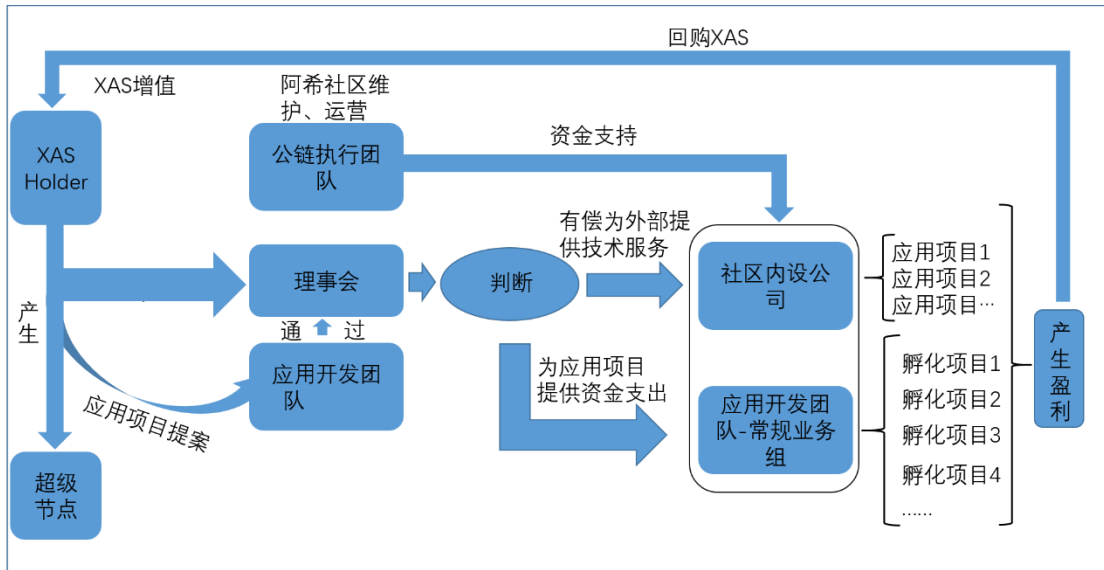 回购XAS
XAS增值
阿希社区维
护、运营
资金支持
XAS
Holder
公链执行团
队
有偿为外部提
供技术服务
理事会
判断
社区内设公
司
应用项目1
应用项目2
应用项目…
产
生
通 过
应用开发团
队
为应用项目
提供资金支出
应用项目提案
应用开发团
队-常规业务
组
孵化项目1
孵化项目2
孵化项目3
孵化项目4
……
产
生
盈
利
超级
节点